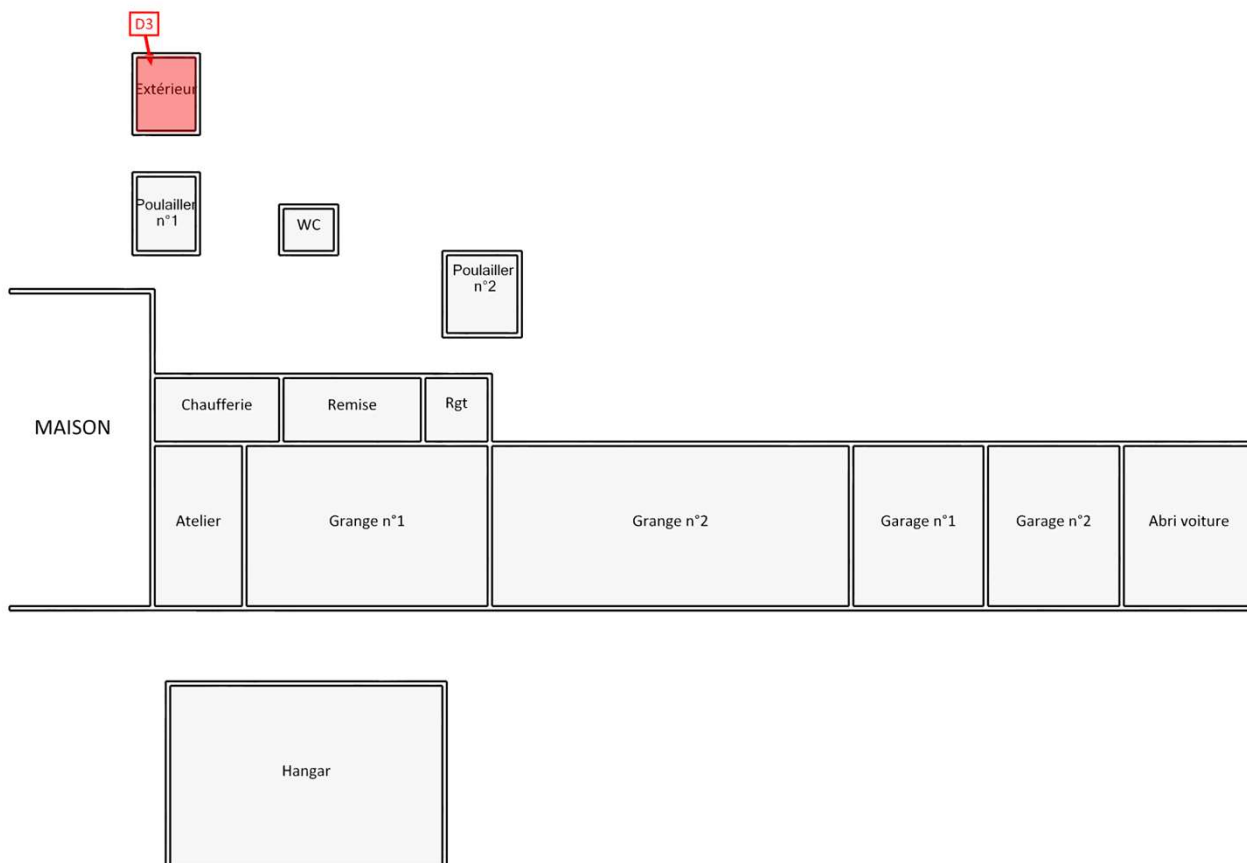 D3
Extérieur
Poulailler
n°1
WC
Poulailler
n°2
Chaufferie
Remise
Rgt
MAISON
Atelier
Grange n°1
Grange n°2
Garage n°1
Garage n°2
Abri voiture
Hangar